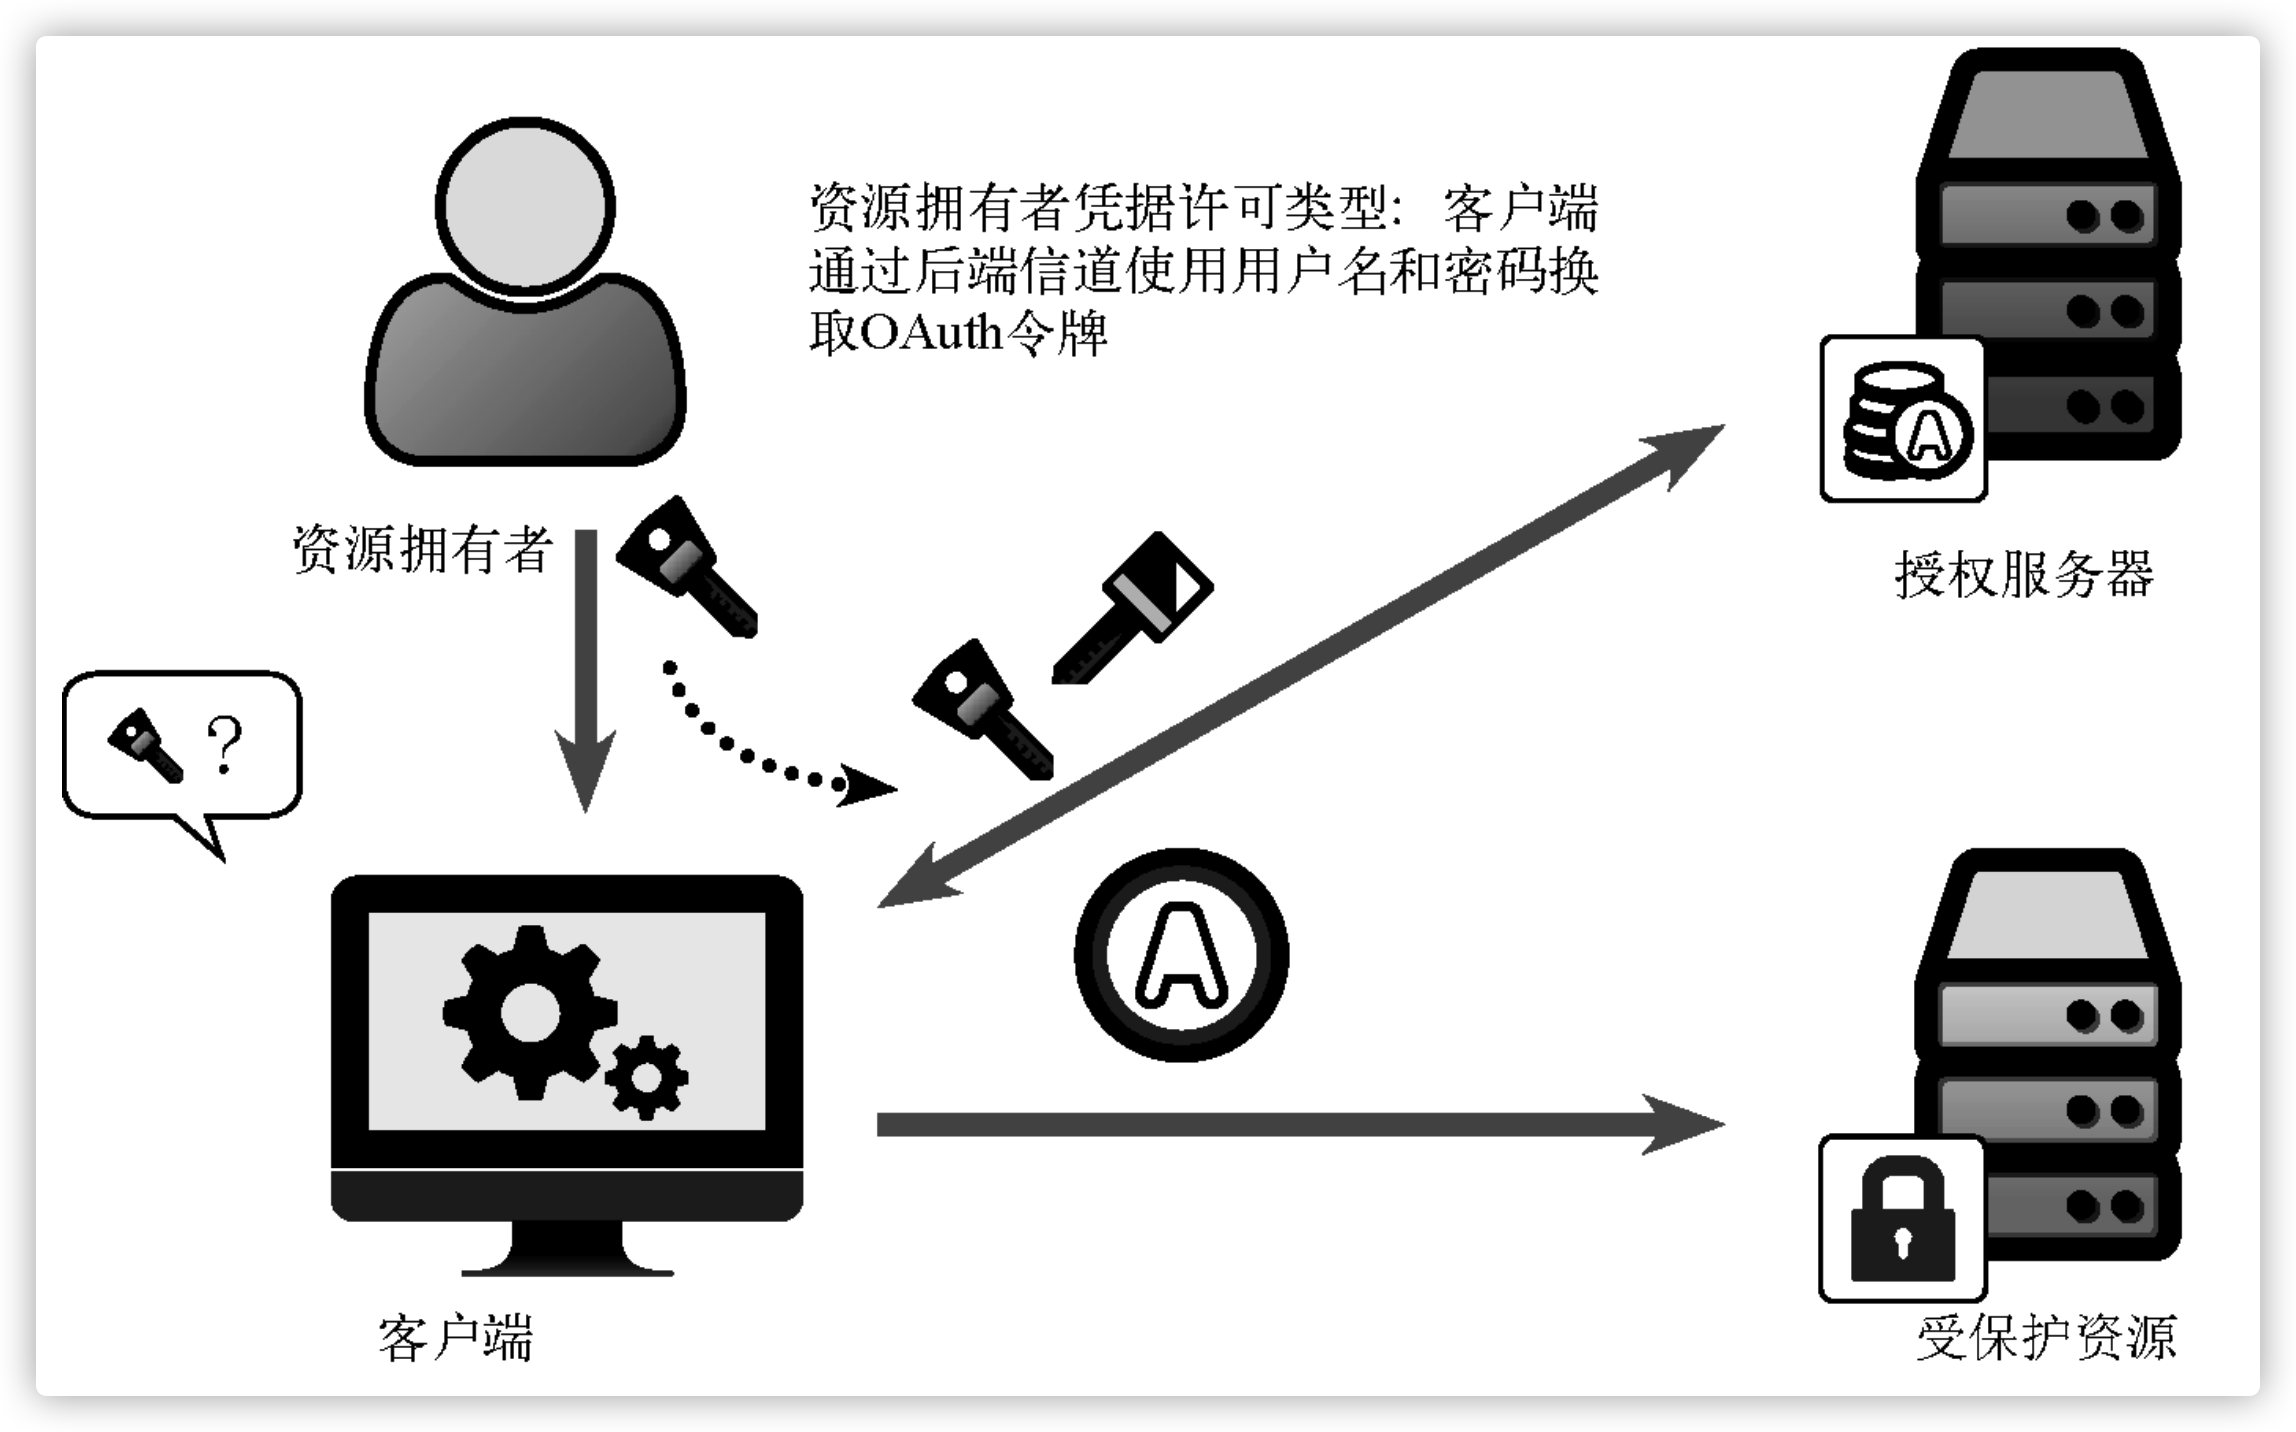 资源拥有者凭据许可类型：客户端
通过后端信道使用用户名和密码换
取OAuth令牌
资源拥有者
授权服务器
?
A
A
客户端
受保护资源